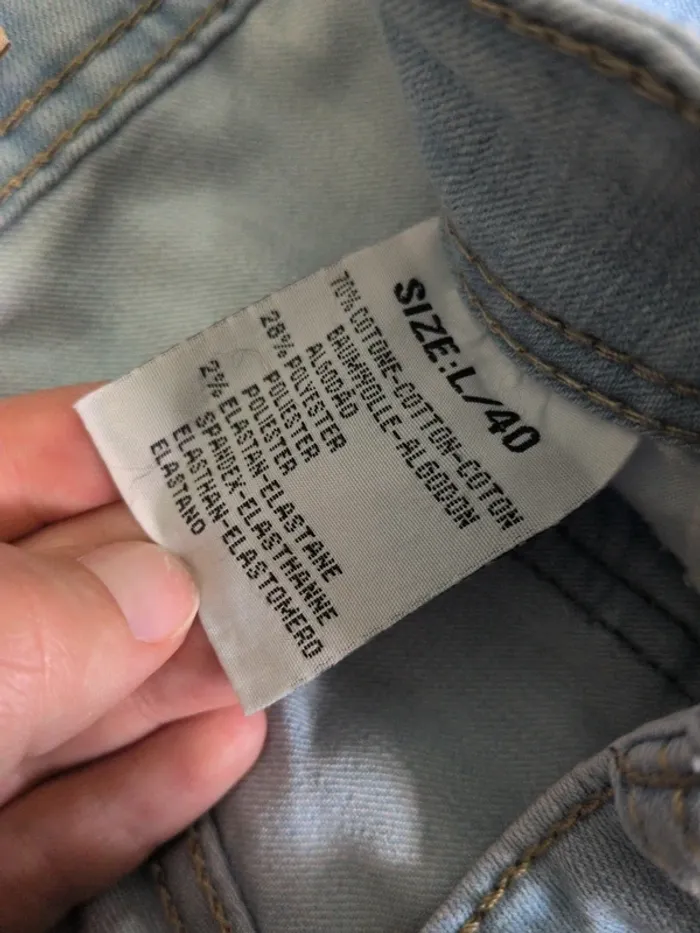 SIZE:L/40
70% COTONE-COTTON-COTON
BAUMWOLLE-ALGODON
ALGODAO
28% POLYESTER
POLIESTER
POLIESTER
2% ELASTAN-ELASTANE
SPANDEX-ELASTHANNE
ELASTHAN-ELASTOMERO
ELASTANO